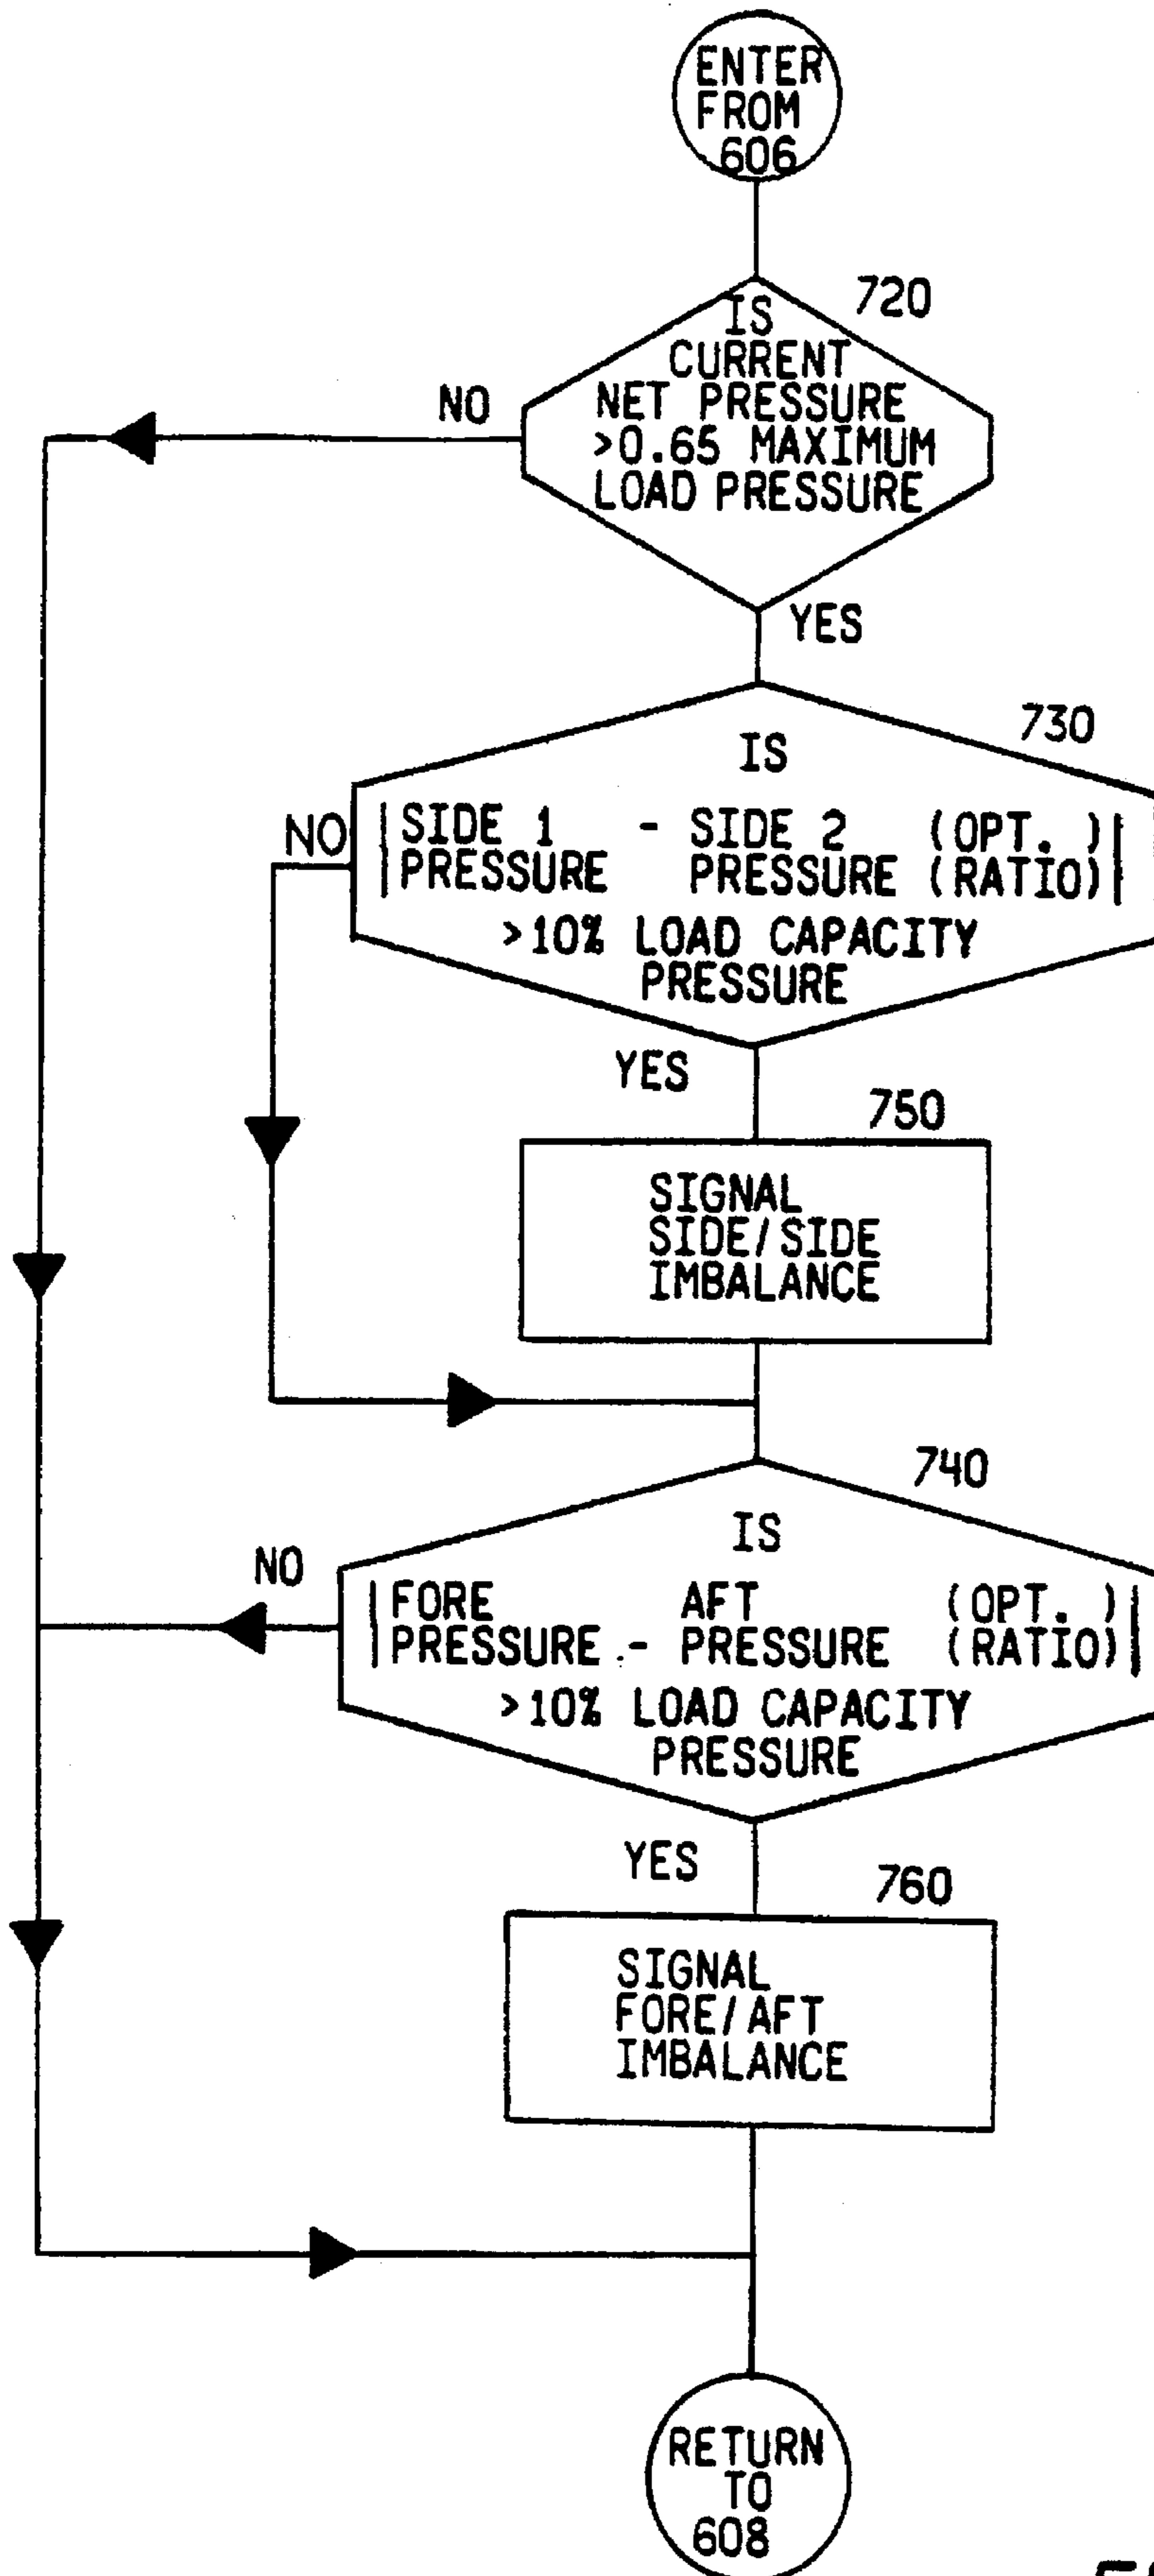 ENTER
FROM
606
720
IS
CURRENT
NET PRESSURE
>0.65 MAXIMUM
LOAD PRESSURE
NO
YES
730
IS
NO
|SIDE 1 - SIDE 2 (OPT. )|
|PRESSURE PRESSURE (RATIO)|
>10% LOAD CAPACITY
PRESSURE
YES
750
SIGNAL
SIDE/SIDE
IMBALANCE
740
IS
NO
|FORE AFT (OPT. )|
|PRESSURE - PRESSURE (RATIO)|
>10% LOAD CAPACITY
PRESSURE
YES
760
SIGNAL
FORE/AFT
IMBALANCE
RETURN
TO
608